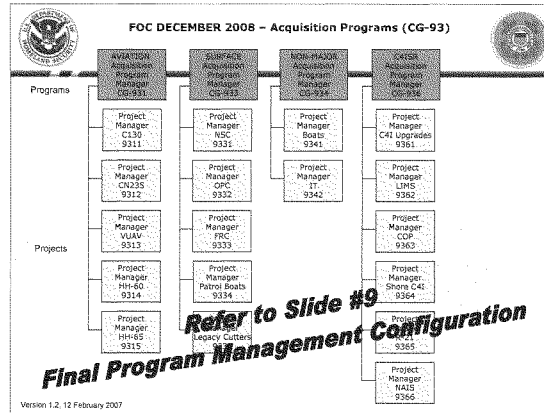 FOC DECEMBER 2008 – Acquisition Programs (CG-93)
Programs
AVIATION
Acquisition
Program
Manager
CG-931
SURFACE
Acquisition
Program
Manager
CG-933
NON-MAJOR
Acquisition
Program
Manager
CG-934
C4ISR
Acquisition
Program
Manager
CG-936
Projects
Project
Manager
C130
9311
Project
Manager
CN235
9312
Project
Manager
VUAV
9313
Project
Manager
HH-60
9314
Project
Manager
HH-65
9315
Project
Manager
NSC
9331
Project
Manager
OPC
9332
Project
Manager
FRC
9333
Project
Manager
Patrol Boats
9334
Legacy Cutters
Project
Manager
Boats
9341
Project
Manager
IT
9342
Project
Manager
C4I Upgrades
9361
Project
Manager
LIMS
9362
Project
Manager
COP
9363
Project
Manager
Shore C4I
9364
9365
Project
Manager
NAIS
9366
Refer to Slide #9
Final Program Management Configuration
Version 1.2, 12 February 2007